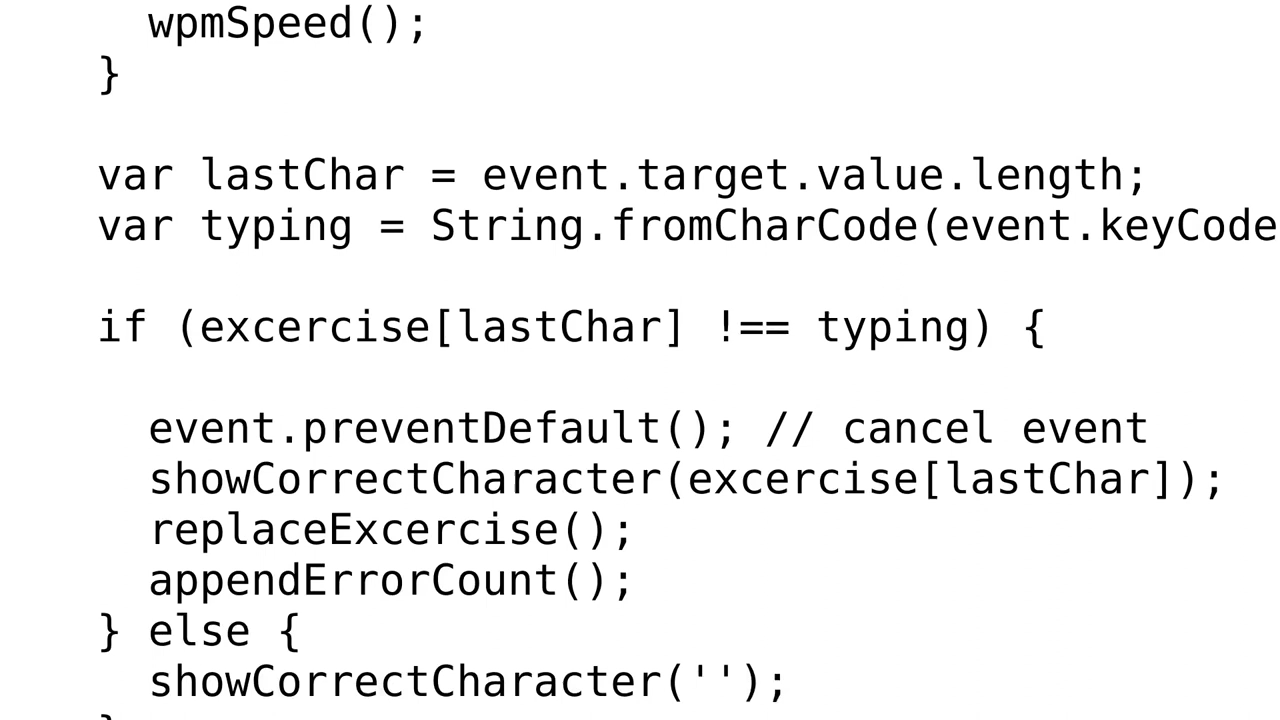 wpmSpeed();
}
var lastChar = event.target.value.length;
var typing = String.fromCharCode(event.keyCode
if (excercise[lastChar] !== typing) {
event.preventDefault(); // cancel event
showCorrectCharacter(excercise[lastChar]);
replaceExcercise();
appendErrorCount();
} else {
showCorrectCharacter('');
}